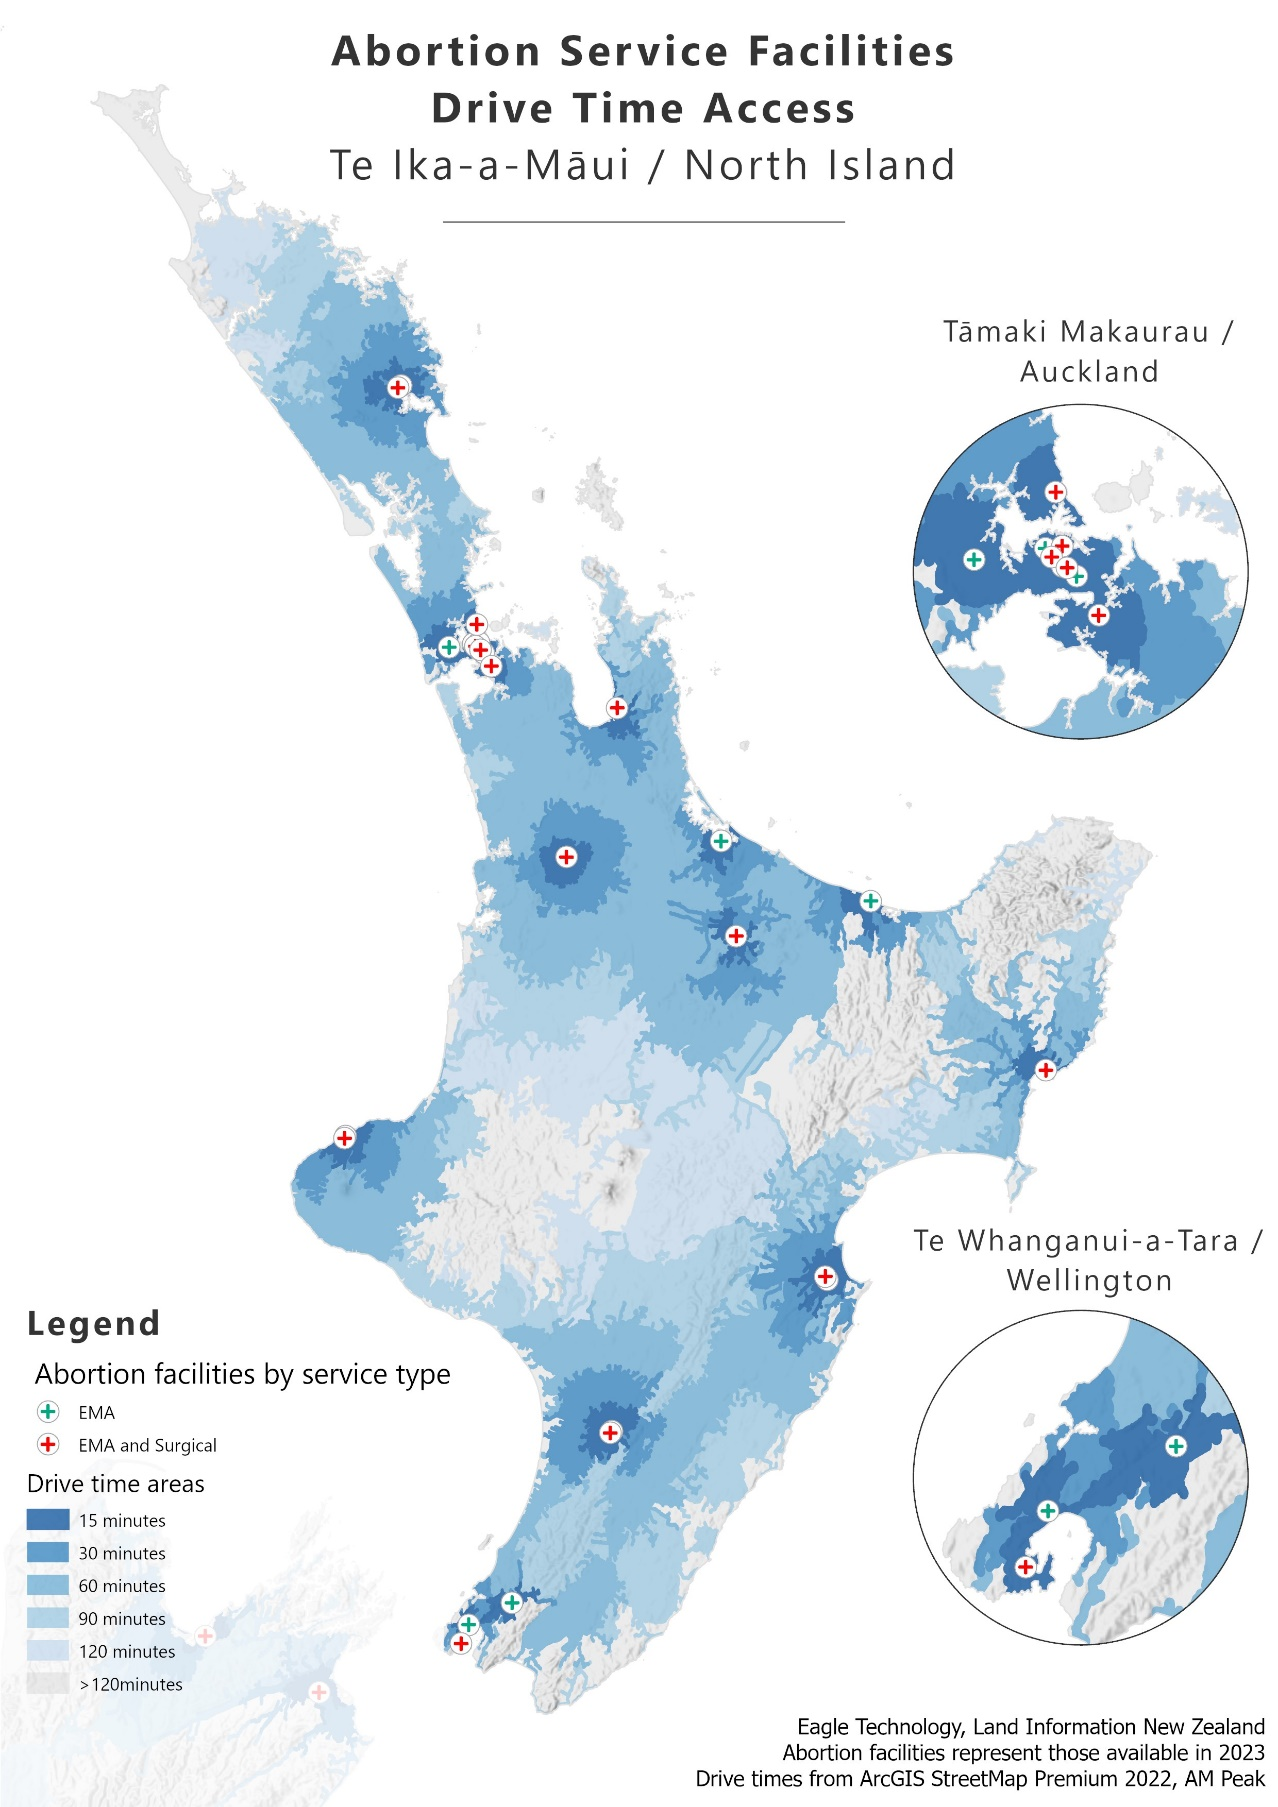 Abortion Service Facilities
Drive Time Access
Te Ika-a-Māui / North Island
Tāmaki Makaurau /
Auckland
Te Whanganui-a-Tara /
Wellington
Legend
Abortion facilities by service type
EMA
EMA and Surgical
Drive time areas
15 minutes
30 minutes
60 minutes
90 minutes
120 minutes
>120minutes
Eagle Technology, Land Information New Zealand
Abortion facilities represent those available in 2023
Drive times from ArcGIS StreetMap Premium 2022, AM Peak